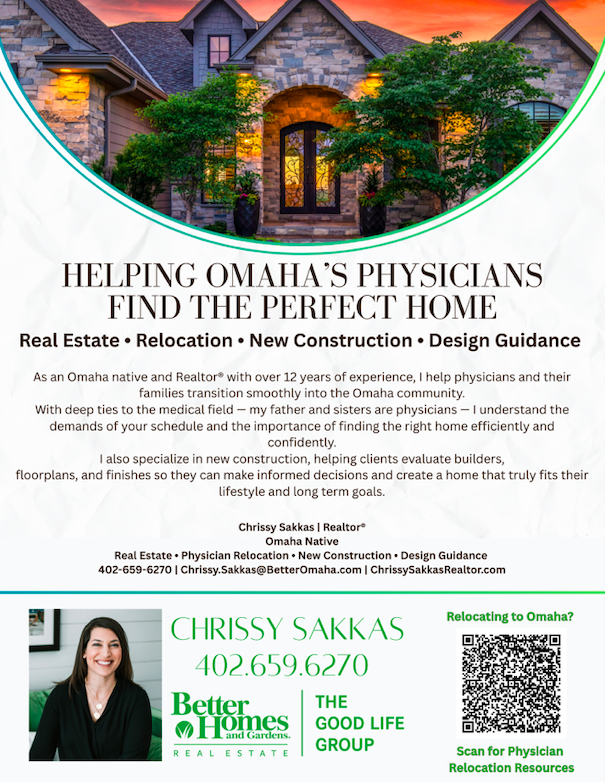 HELPING OMAHA'S PHYSICIANS
FIND THE PERFECT HOME
Real Estate • Relocation • New Construction • Design Guidance
As an Omaha native and Realtor® with over 12 years of experience, I help physicians and their
families transition smoothly into the Omaha community.
With deep ties to the medical field — my father and sisters are physicians — I understand the
demands of your schedule and the importance of finding the right home efficiently and
confidently.
I also specialize in new construction, helping clients evaluate builders,
floorplans, and finishes so they can make informed decisions and create a home that truly fits their
lifestyle and long term goals.
Chrissy Sakkas | Realtor®
Omaha Native
Real Estate • Physician Relocation • New Construction • Design Guidance
402-659-6270 | Chrissy.Sakkas@BetterOmaha.com | ChrissySakkasRealtor.com
CHRISSY SAKKAS
402.659.6270
Better
Homes
and Gardens.
REAL ESTATE
THE
GOOD LIFE
GROUP
Relocating to Omaha?
Scan for Physician
Relocation Resources